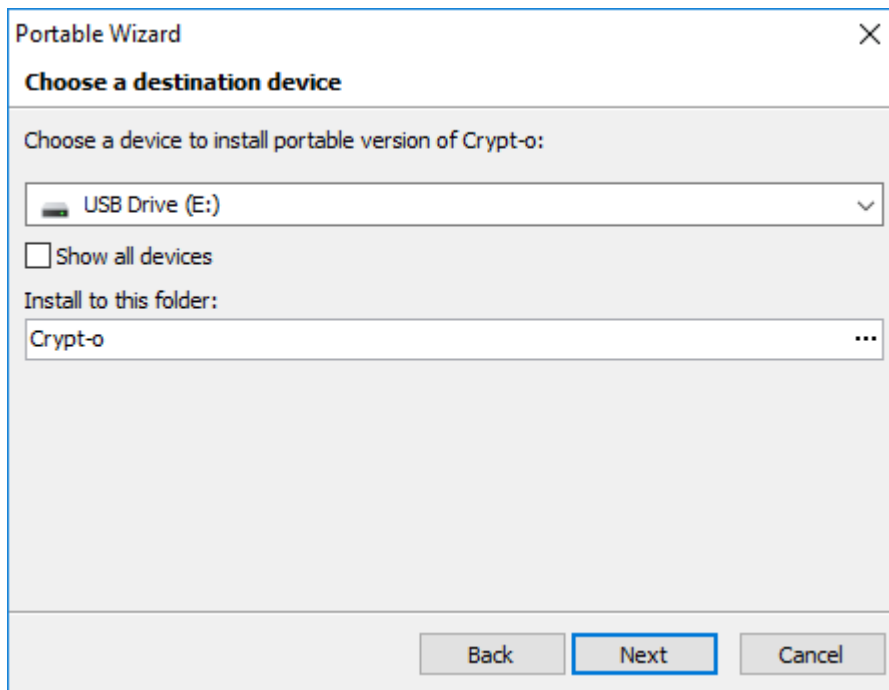 Portable Wizard
Choose a destination device
Choose a device to install portable version of Crypt-o:
USB Drive (E:)
Show all devices
Install to this folder:
Crypt-o ...
Back Next Cancel